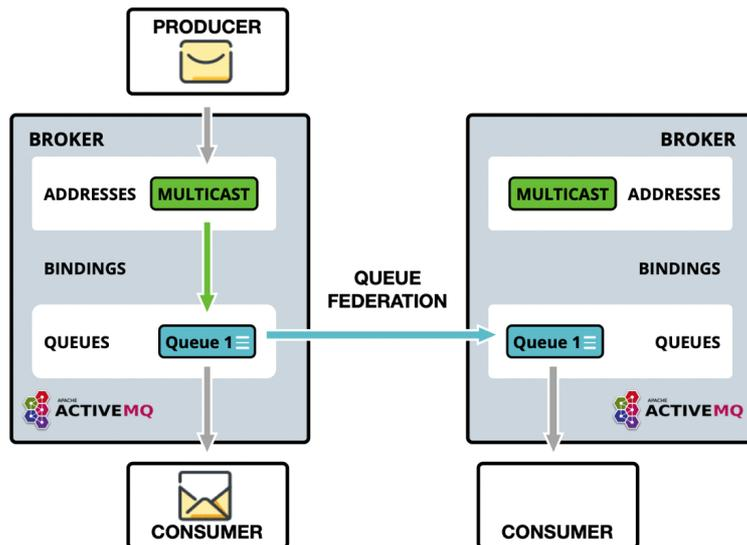 PRODUCER
BROKER
ADDRESSES MULTICAST
BINDINGS
QUEUES Queue 1
APACHE
ACTIVEMQ
CONSUMER
QUEUE
FEDERATION
BROKER
MULTICAST ADDRESSES
BINDINGS
Queue 1 QUEUES
APACHE
ACTIVEMQ
CONSUMER